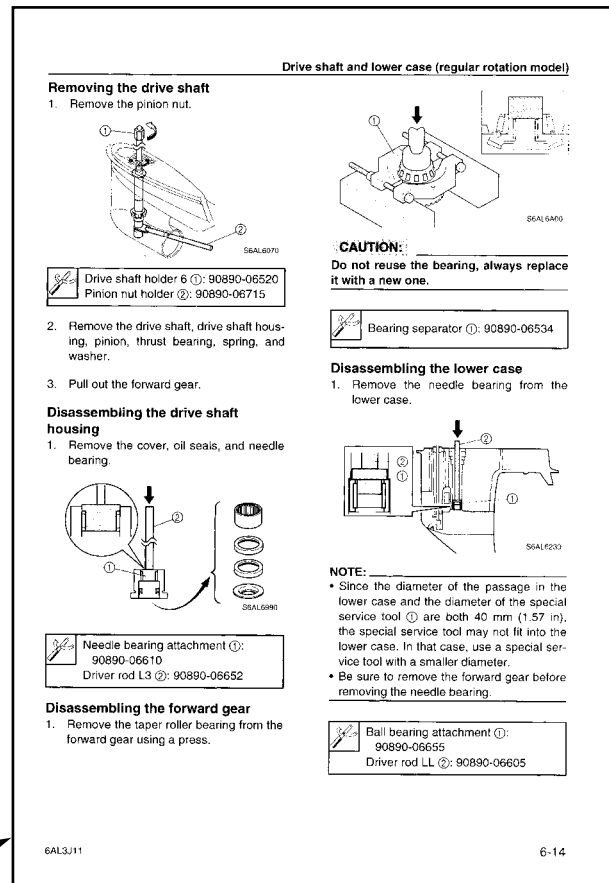 Drive shaft and lower case (regular rotation model)
Removing the drive shaft
1. Remove the pinion nut.
①
②
S6AL6070
Drive shaft holder 6 ①: 90890-06520
Pinion nut holder ②: 90890-06715
2. Remove the drive shaft, drive shaft hous-
ing, pinion, thrust bearing, spring, and
washer.
3. Pull out the forward gear.
Disassembling the drive shaft
housing
1. Remove the cover, oil seals, and needle
bearing.
②
①
S6AL6990
Needle bearing attachment ①:
90890-06610
Driver rod L3 ②: 90890-06652
Disassembling the forward gear
1. Remove the taper roller bearing from the
forward gear using a press.
①
S6AL6A00
CAUTION:
Do not reuse the bearing, always replace
it with a new one.
Bearing separator ①: 90890-06534
Disassembling the lower case
1. Remove the needle bearing from the
lower case.
②
②
①
①
S6AL6230
NOTE:
• Since the diameter of the passage in the
lower case and the diameter of the special
service tool ① are both 40 mm (1.57 in),
the special service tool may not fit into the
lower case. In that case, use a special ser-
vice tool with a smaller diameter.
• Be sure to remove the forward gear before
removing the needle bearing.
Ball bearing attachment ①:
90890-06655
Driver rod LL ②: 90890-06605
6AL3J11
6-14